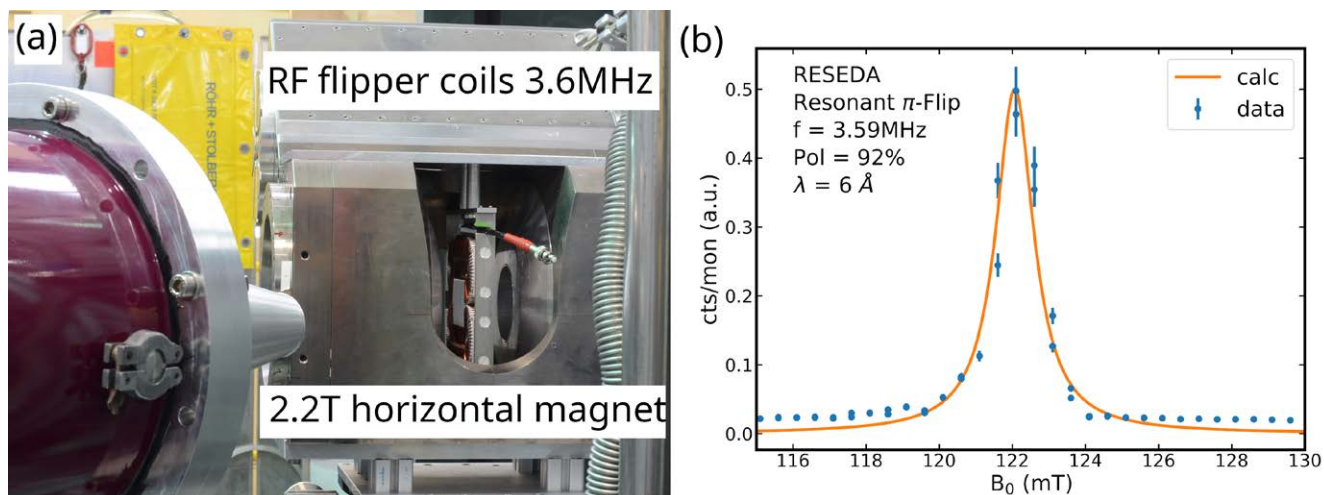 (a)
RF flipper coils 3.6MHz
RÖHR + STOLBERG
2.2T horizontal magnet
(b)
RESEDA
Resonant π-Flip
f = 3.59MHz
Pol = 92%
λ = 6 Å
calc
data
cts/mon (a.u.)
0.5
0.4
0.3
0.2
0.1
0.0
116 118 120 122 124 126 128 130
B₀ (mT)